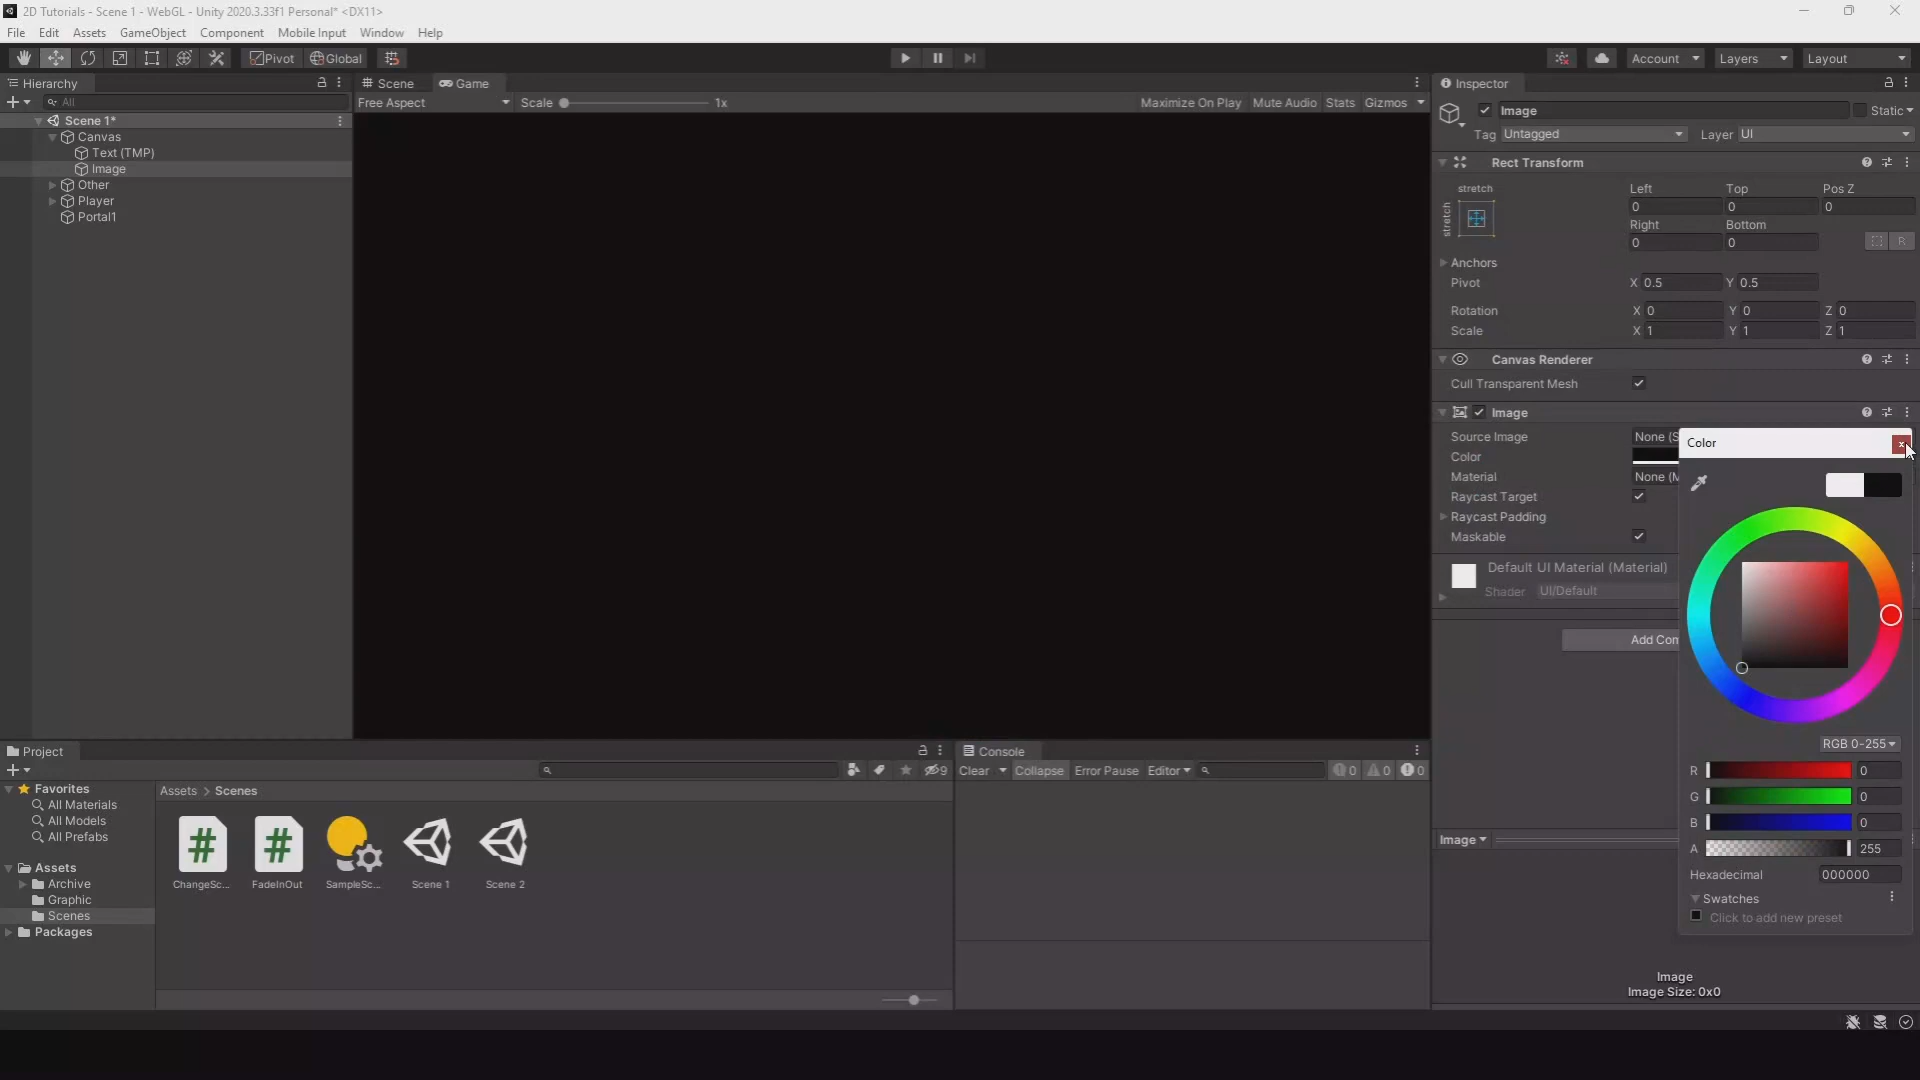 2D Tutorials - Scene 1 - WebGL - Unity 2020.3.33f1 Personal* <DX11>
File Edit Assets GameObject Component Mobile Input Window Help
Pivot Global
Account Layers Layout
Hierarchy
All
Scene 1*
Canvas
Text (TMP)
Image
Other
Player
Portal1
Scene Game
Free Aspect Scale 1x Maximize On Play Mute Audio Stats Gizmos
Inspector
Image Static
Tag Untagged Layer UI
Rect Transform
stretch
stretch
Left Top Pos Z
0 0 0
Right Bottom
0 0 R
Anchors
Pivot X 0.5 Y 0.5
Rotation X 0 Y 0 Z 0
Scale X 1 Y 1 Z 1
Canvas Renderer
Cull Transparent Mesh
Image
Source Image None (S
Color
Material None (M
Raycast Target
Raycast Padding
Maskable
Default UI Material (Material)
Shader UI/Default
Add Com
Image
Image
Image Size: 0x0
Color
x
RGB 0-255
R 0
G 0
B 0
A 255
Hexadecimal 000000
Swatches
Click to add new preset
Project
9
Favorites
All Materials
All Models
All Prefabs
Assets
Archive
Graphic
Scenes
Packages
Assets > Scenes
ChangeSc...
FadeInOut
SampleSc...
Scene 1
Scene 2
Console
Clear Collapse Error Pause Editor 0 0 0